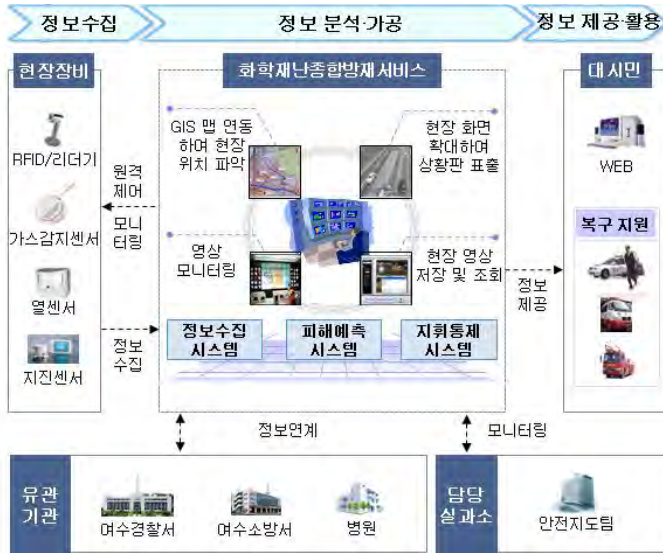 정보수집
정보 분석·가공
정보 제공·활용
현장장비
RFID/리더기
가스감지센서
열센서
지진센서
원격
제어
모니
터링
정보
수집
화학재난종합방재서비스
GIS 맵 연동
하며 현장
위치 파악
현장 화면
확대하며
상황판 표출
영상
모니터링
현장 영상
저장 및 조회
정보수집
시스템
피해예측
시스템
지휘통제
시스템
정보
제공
대시민
WEB
복구 지원
정보연계
모니터링
유관
기관
여수경찰서
여수소방서
병원
담당
실과소
안전지도팀